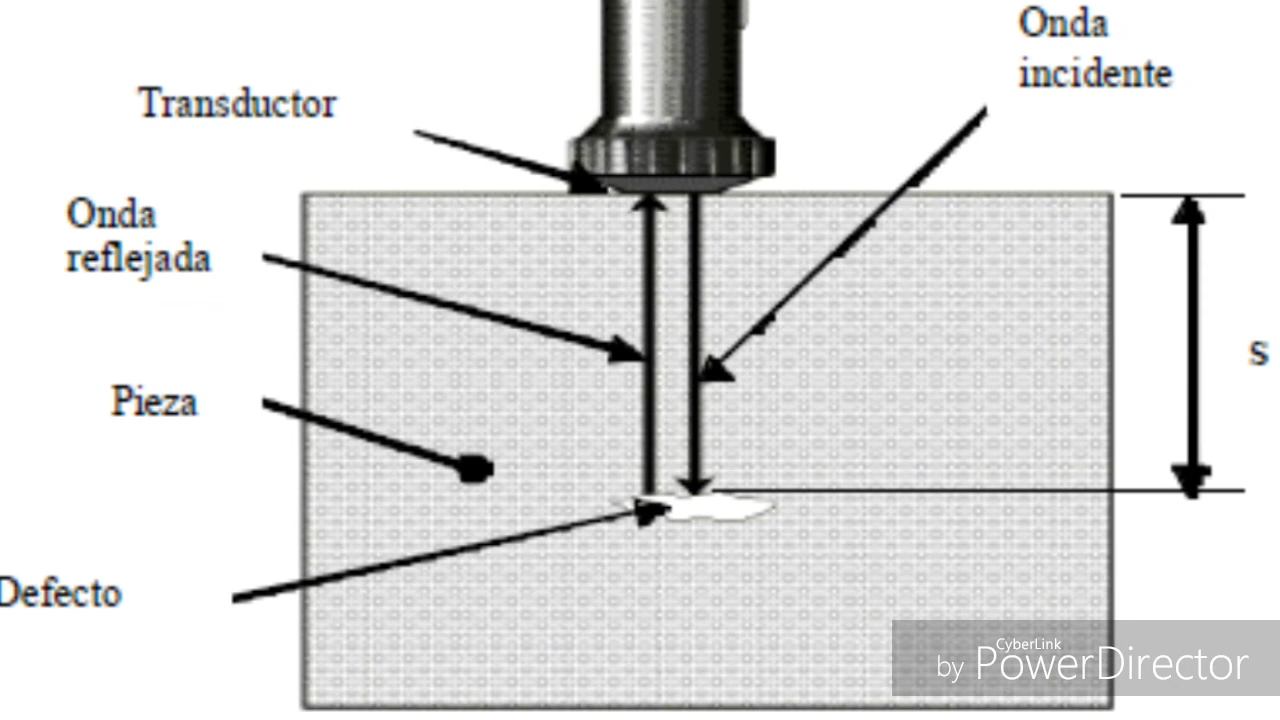 Onda
incidente
Transductor
Onda
reflejada
Pieza
S
Defecto
CyberLink
by PowerDirector